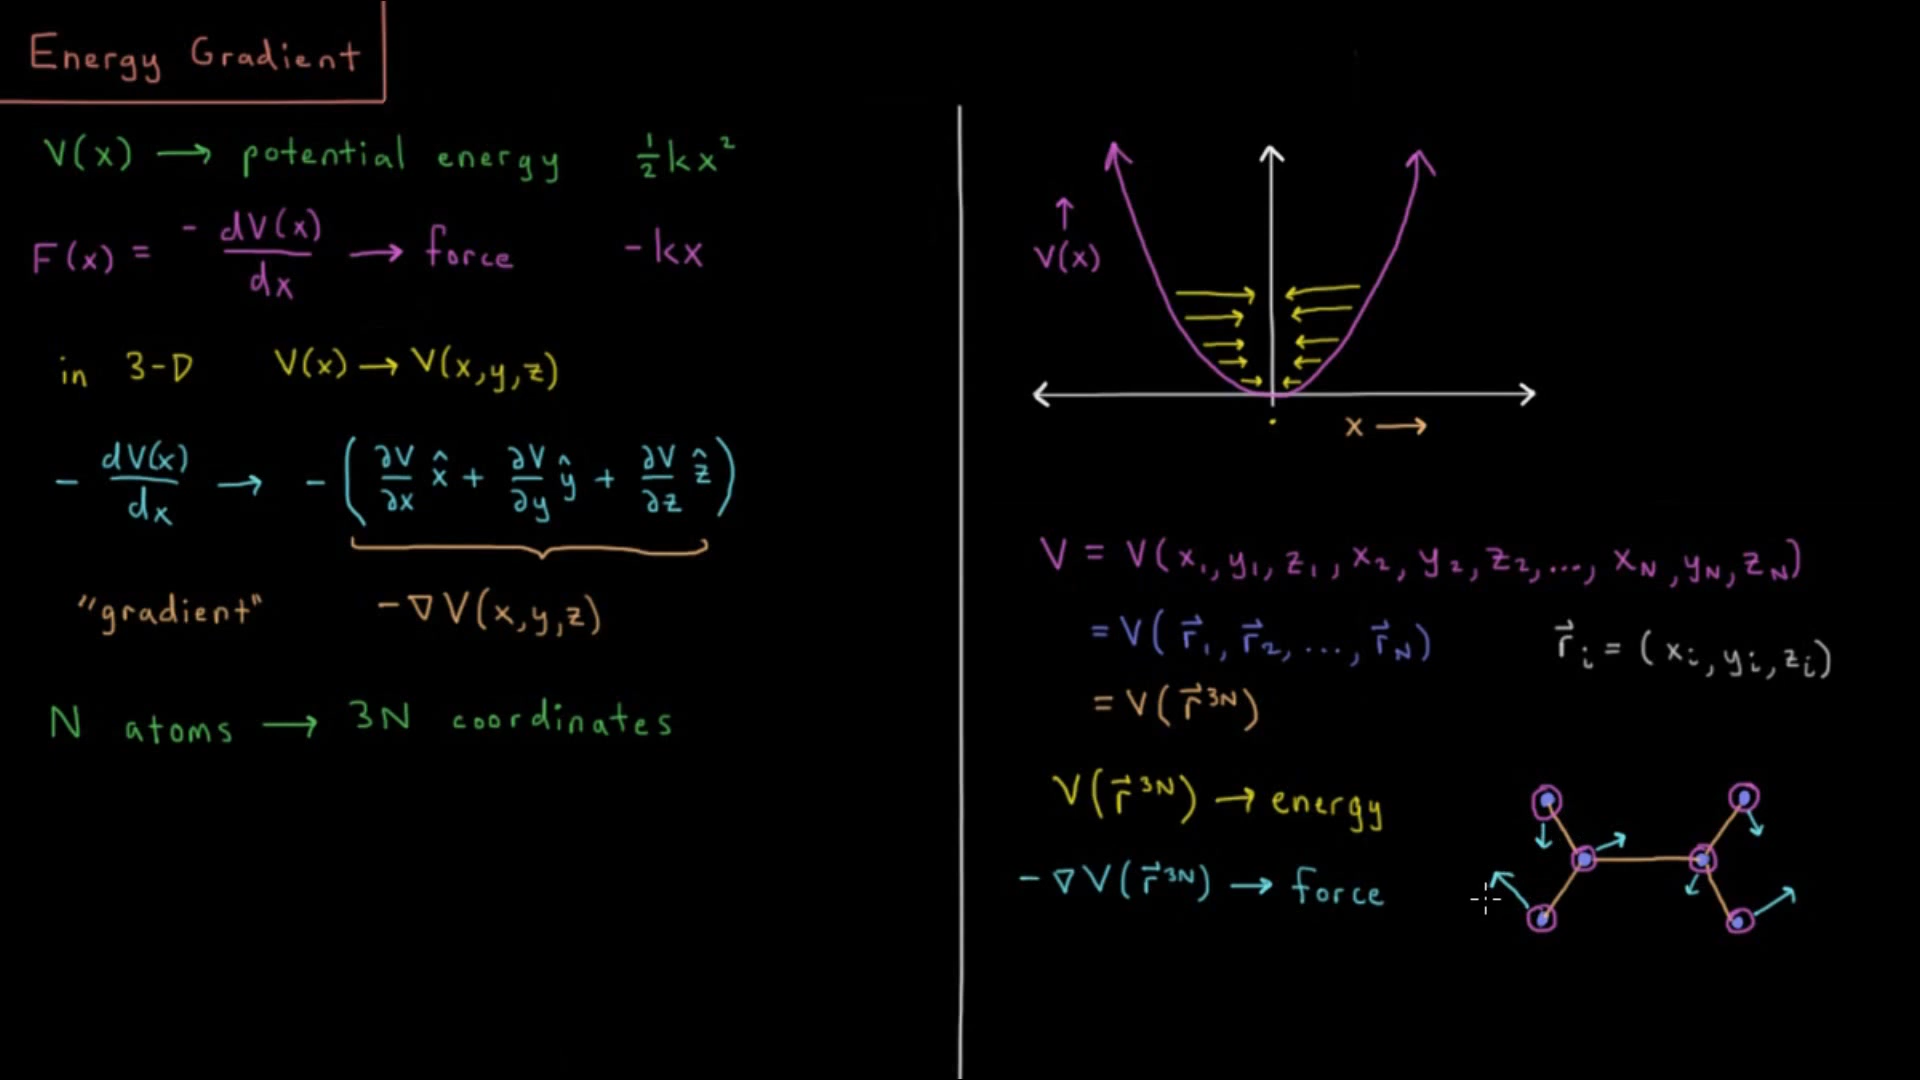 Energy Gradient
V(x) → potential energy ½kx²
F(x) = - dV(x)/dx → force -kx
in 3-D V(x) → V(x,y,z)
- dV(x)/dx → - (∂V/∂x x̂ + ∂V/∂y ŷ + ∂V/∂z ẑ)
"gradient" -∇V(x,y,z)
N atoms → 3N coordinates
↑
V(x)
x →
V = V(x₁, y₁, z₁, x₂, y₂, z₂, ..., x_N, y_N, z_N)
= V(r⃗₁, r⃗₂, ..., r⃗_N) r⃗ᵢ = (xᵢ, yᵢ, zᵢ)
= V(r⃗³ᴺ)
V(r⃗³ᴺ) → energy
-∇V(r⃗³ᴺ) → force